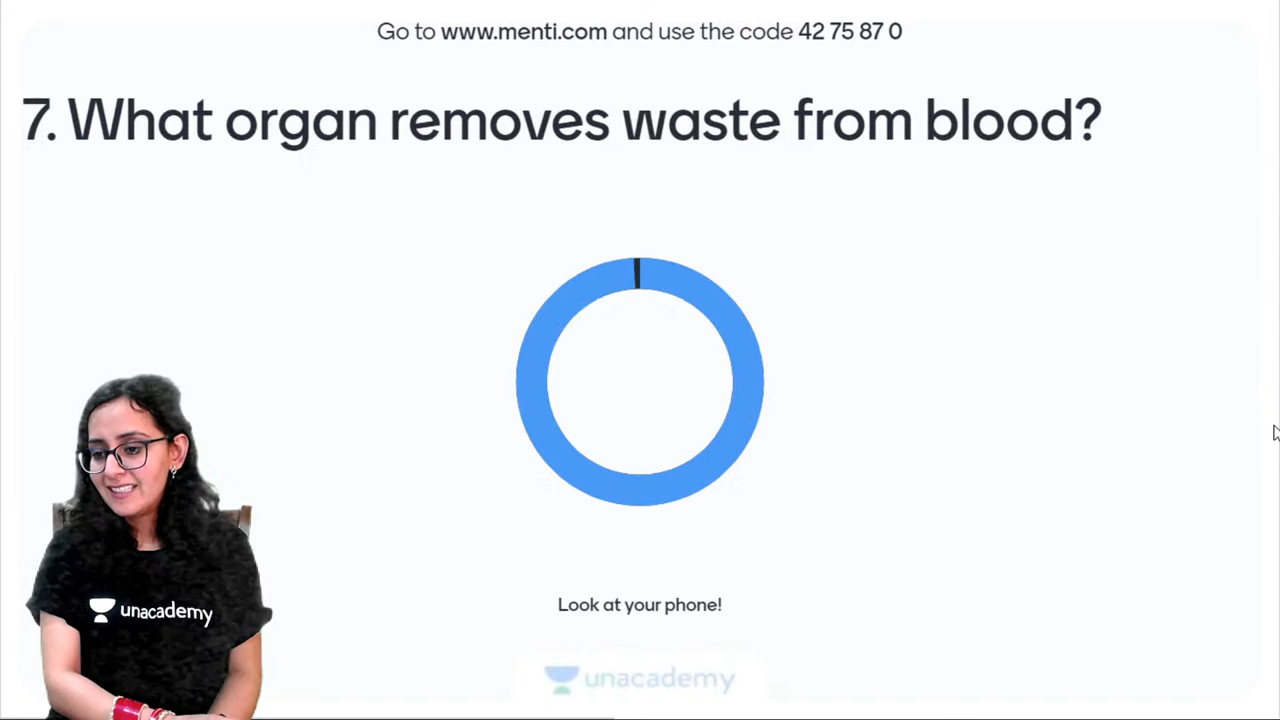 Go to www.menti.com and use the code 42 75 87 0
7. What organ removes waste from blood?
unacademy
Look at your phone!
unacademy